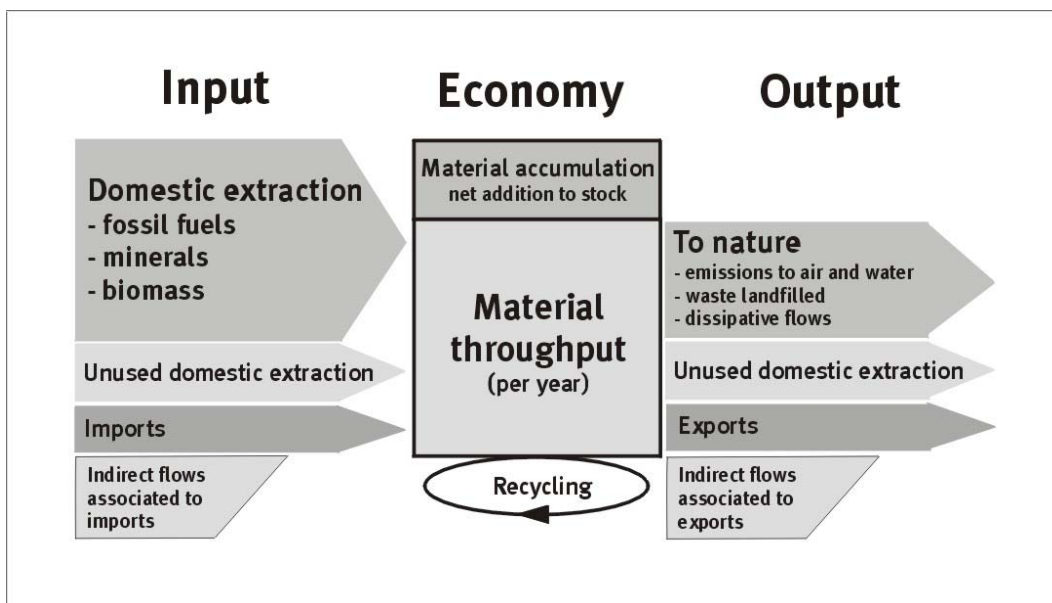 Input
Economy
Output
Domestic extraction
- fossil fuels
- minerals
- biomass
Unused domestic extraction
Imports
Indirect flows
associated to
imports
Material accumulation
net addition to stock
Material
throughput
(per year)
Recycling
To nature
- emissions to air and water
- waste landfilled
- dissipative flows
Unused domestic extraction
Exports
Indirect flows
associated to
exports